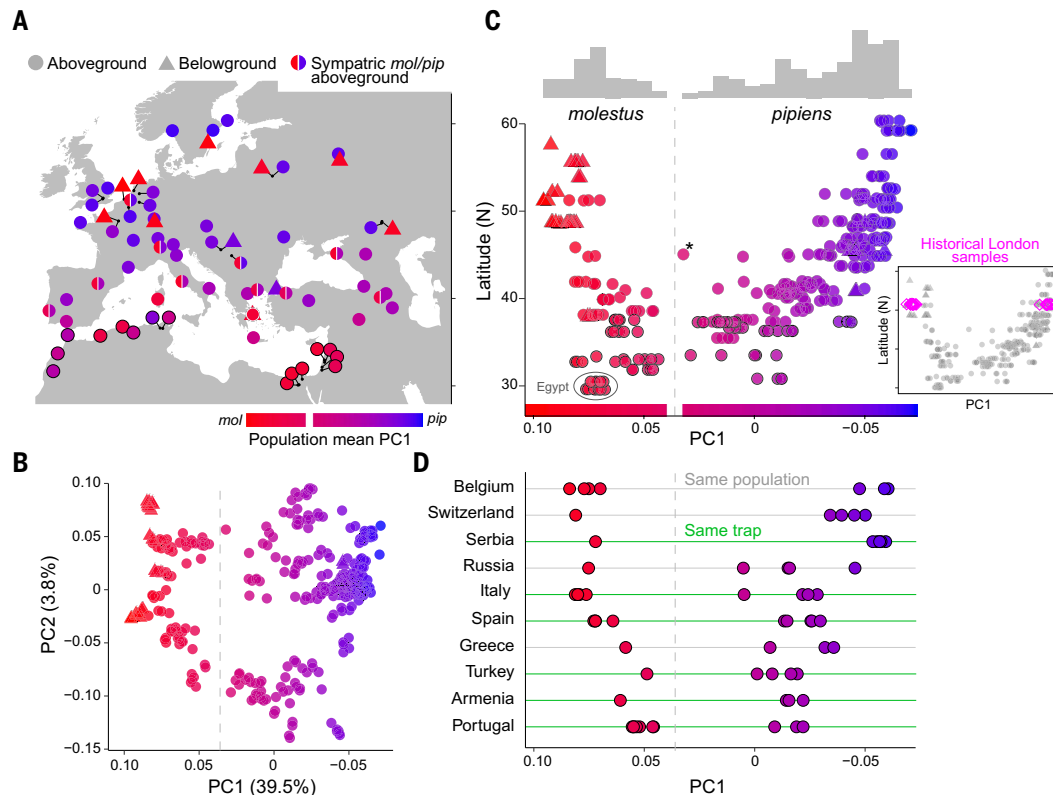 A
Aboveground
Belowground
Sympatric mol/pip
aboveground
mol
pip
Population mean PC1
B
PC2 (3.8%)
0.10
0.05
0
−0.05
−0.10
−0.15
0.10
0.05
0
−0.05
PC1 (39.5%)
C
molestus
pipiens
Latitude (N)
60
50
40
30
*
Egypt
0.10
0.05
0
−0.05
PC1
Historical London
samples
Latitude (N)
PC1
D
Belgium
Same population
Switzerland
Serbia
Same trap
Russia
Italy
Spain
Greece
Turkey
Armenia
Portugal
0.10
0.05
0
−0.05
PC1